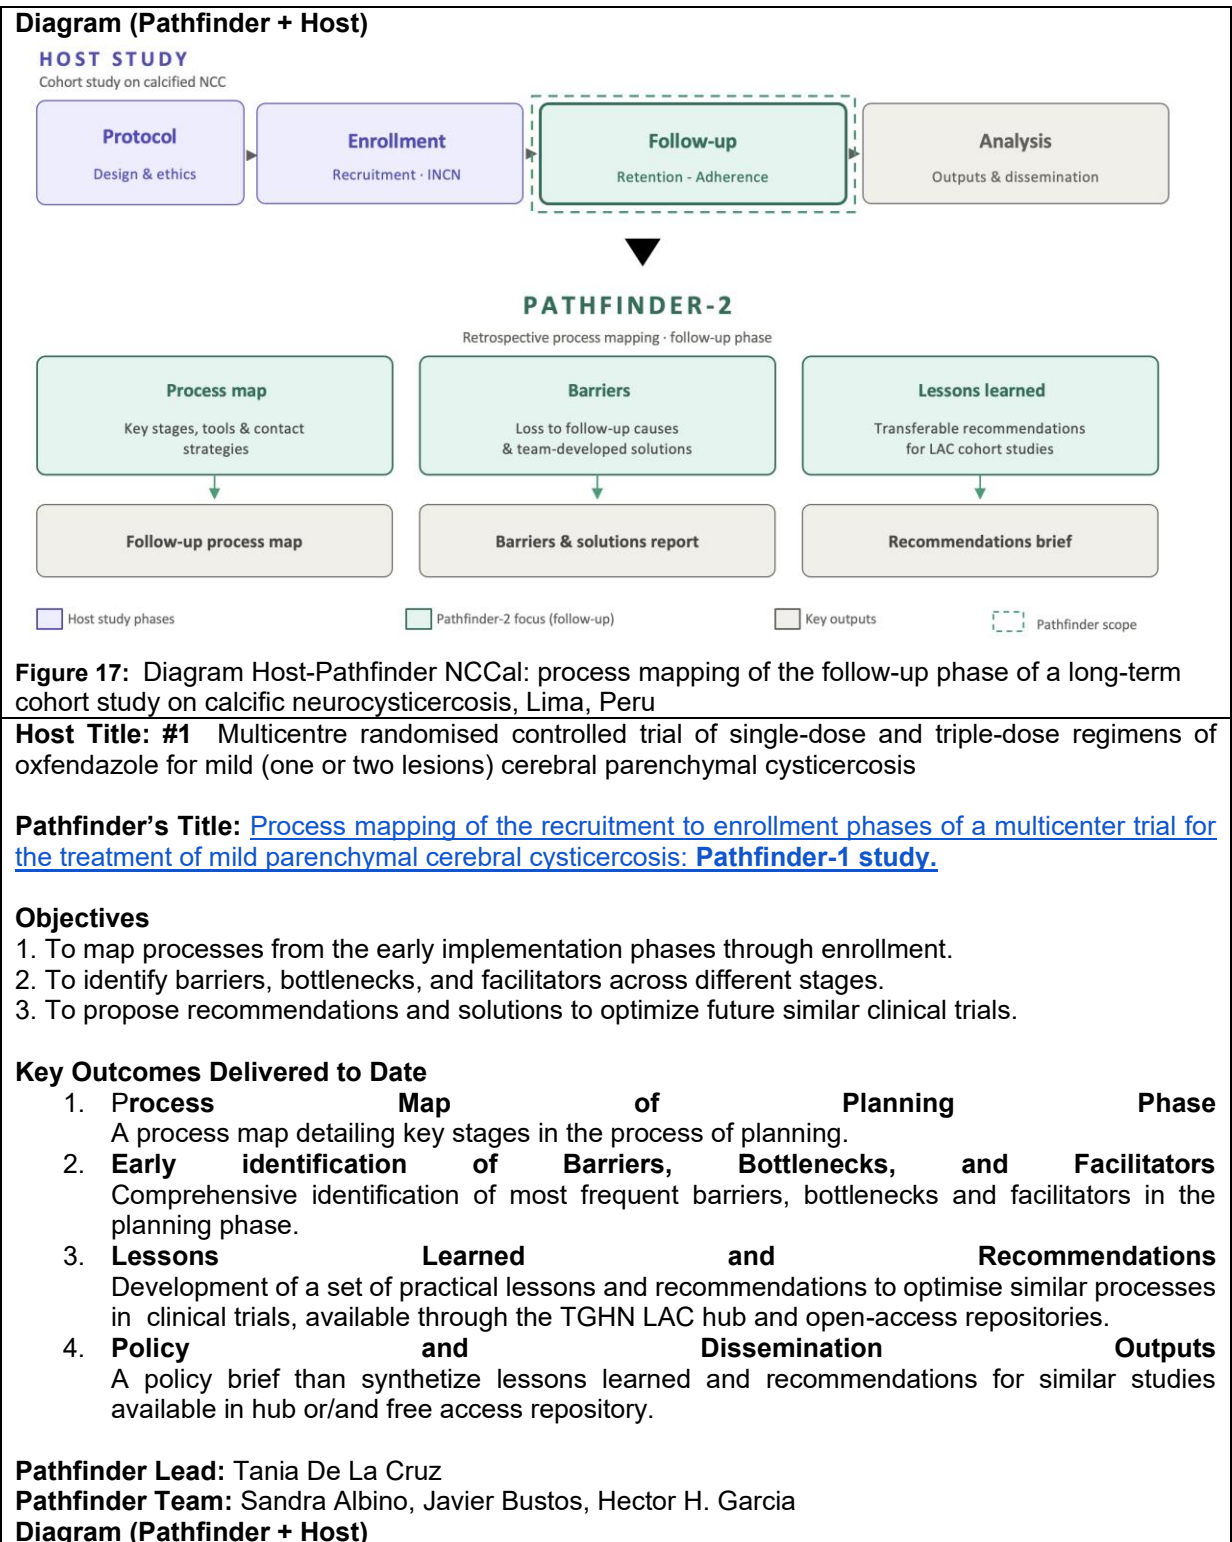 Diagram (Pathfinder + Host)
HOST STUDY
Cohort study on calcified NCC
Protocol
Design & ethics
Enrollment
Recruitment · INCN
Follow-up
Retention - Adherence
Analysis
Outputs & dissemination
PATHFINDER-2
Retrospective process mapping · follow-up phase
Process map
Key stages, tools & contact
strategies
Barriers
Loss to follow-up causes
& team-developed solutions
Lessons learned
Transferable recommendations
for LAC cohort studies
Follow-up process map
Barriers & solutions report
Recommendations brief
Host study phases
Pathfinder-2 focus (follow-up)
Key outputs
Pathfinder scope
Figure 17: Diagram Host-Pathfinder NCCal: process mapping of the follow-up phase of a long-term
cohort study on calcific neurocysticercosis, Lima, Peru
Host Title: #1 Multicentre randomised controlled trial of single-dose and triple-dose regimens of
oxfendazole for mild (one or two lesions) cerebral parenchymal cysticercosis
Pathfinder's Title: Process mapping of the recruitment to enrollment phases of a multicenter trial for
the treatment of mild parenchymal cerebral cysticercosis: Pathfinder-1 study.
Objectives
1. To map processes from the early implementation phases through enrollment.
2. To identify barriers, bottlenecks, and facilitators across different stages.
3. To propose recommendations and solutions to optimize future similar clinical trials.
Key Outcomes Delivered to Date
1. Process Map of Planning Phase
A process map detailing key stages in the process of planning.
2. Early identification of Barriers, Bottlenecks, and Facilitators
Comprehensive identification of most frequent barriers, bottlenecks and facilitators in the
planning phase.
3. Lessons Learned and Recommendations
Development of a set of practical lessons and recommendations to optimise similar processes
in clinical trials, available through the TGHN LAC hub and open-access repositories.
4. Policy and Dissemination Outputs
A policy brief than synthetize lessons learned and recommendations for similar studies
available in hub or/and free access repository.
Pathfinder Lead: Tania De La Cruz
Pathfinder Team: Sandra Albino, Javier Bustos, Hector H. Garcia
Diagram (Pathfinder + Host)